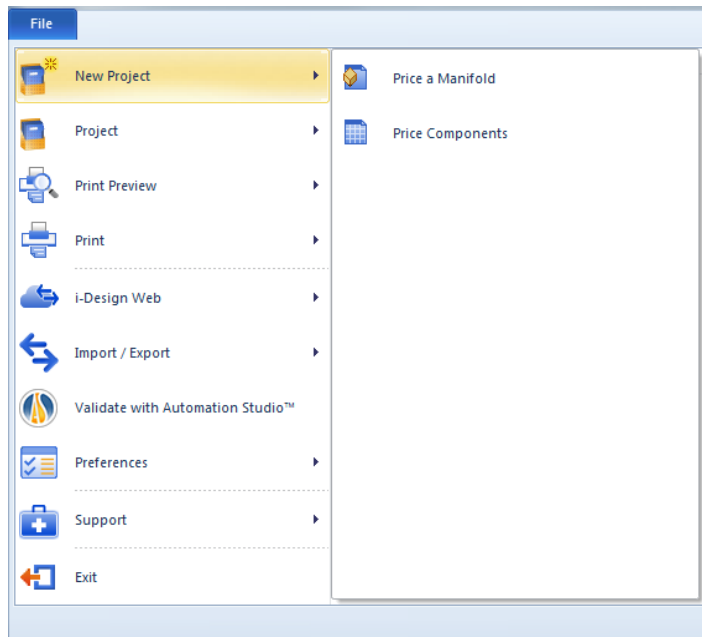 File
New Project
Project
Print Preview
Print
i-Design Web
Import / Export
Validate with Automation Studio™
Preferences
Support
Exit
Price a Manifold
Price Components